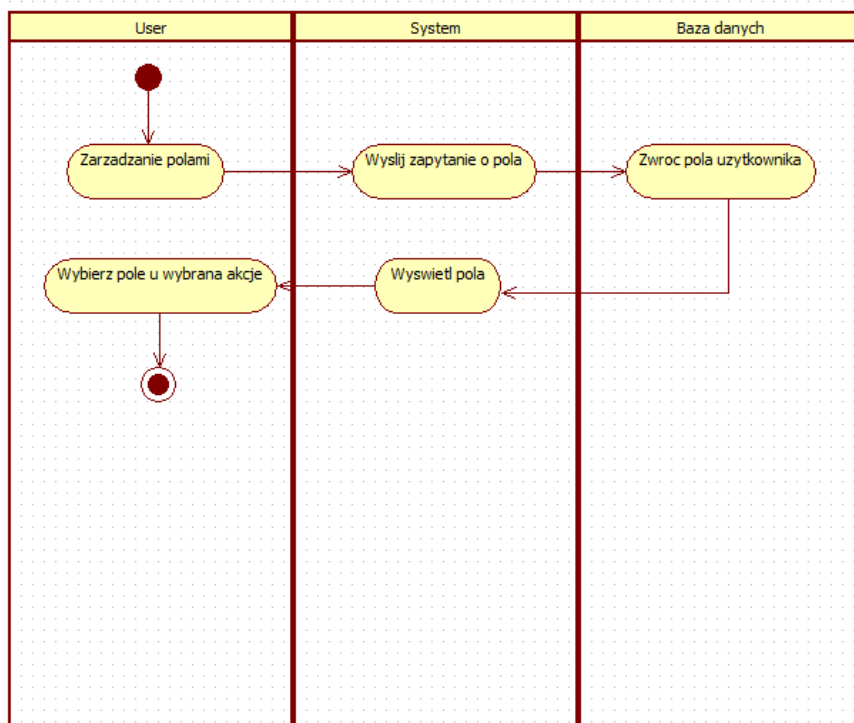 User
System
Baza danych
Zarzadzanie polami
Wyslij zapytanie o pola
Zwroc pola uzytkownika
Wybierz pole u wybrana akcje
Wyswietl pola